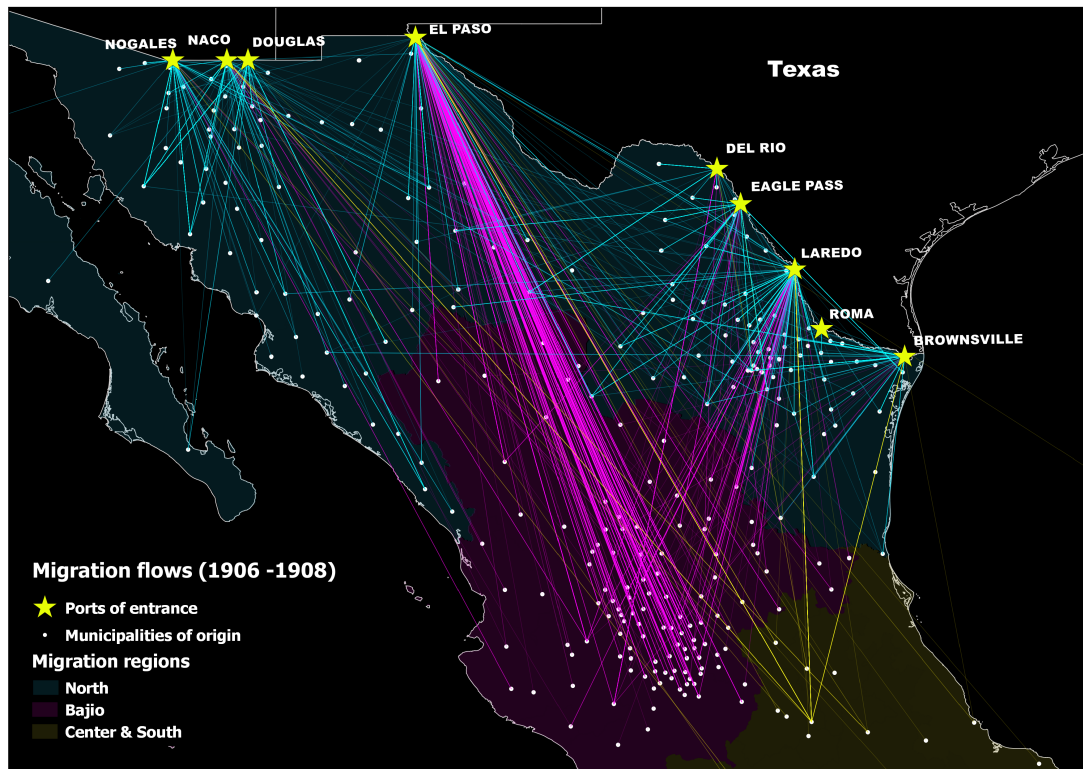 NOGALES
NACO
DOUGLAS
EL PASO
Texas
DEL RIO
EAGLE PASS
LAREDO
ROMA
BROWNSVILLE
Migration flows (1906 -1908)
Ports of entrance
Municipalities of origin
Migration regions
North
Bajio
Center & South